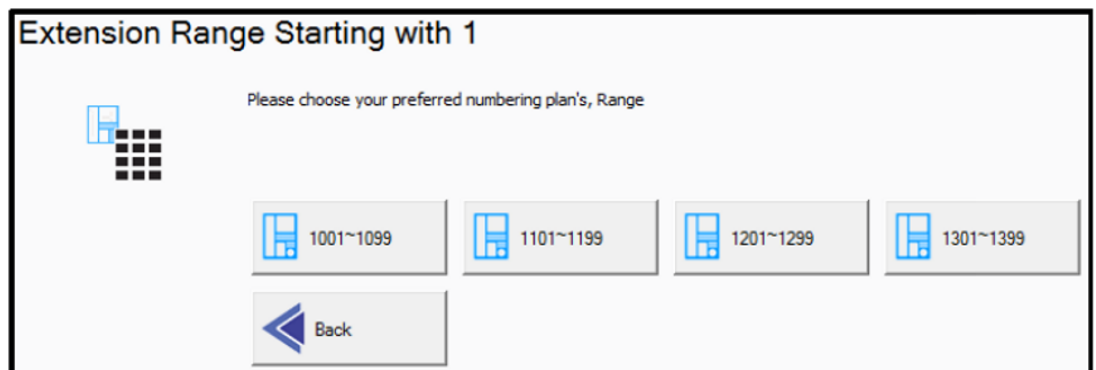 Extension Range Starting with 1
Please choose your preferred numbering plan's, Range
1001~1099
1101~1199
1201~1299
1301~1399
Back